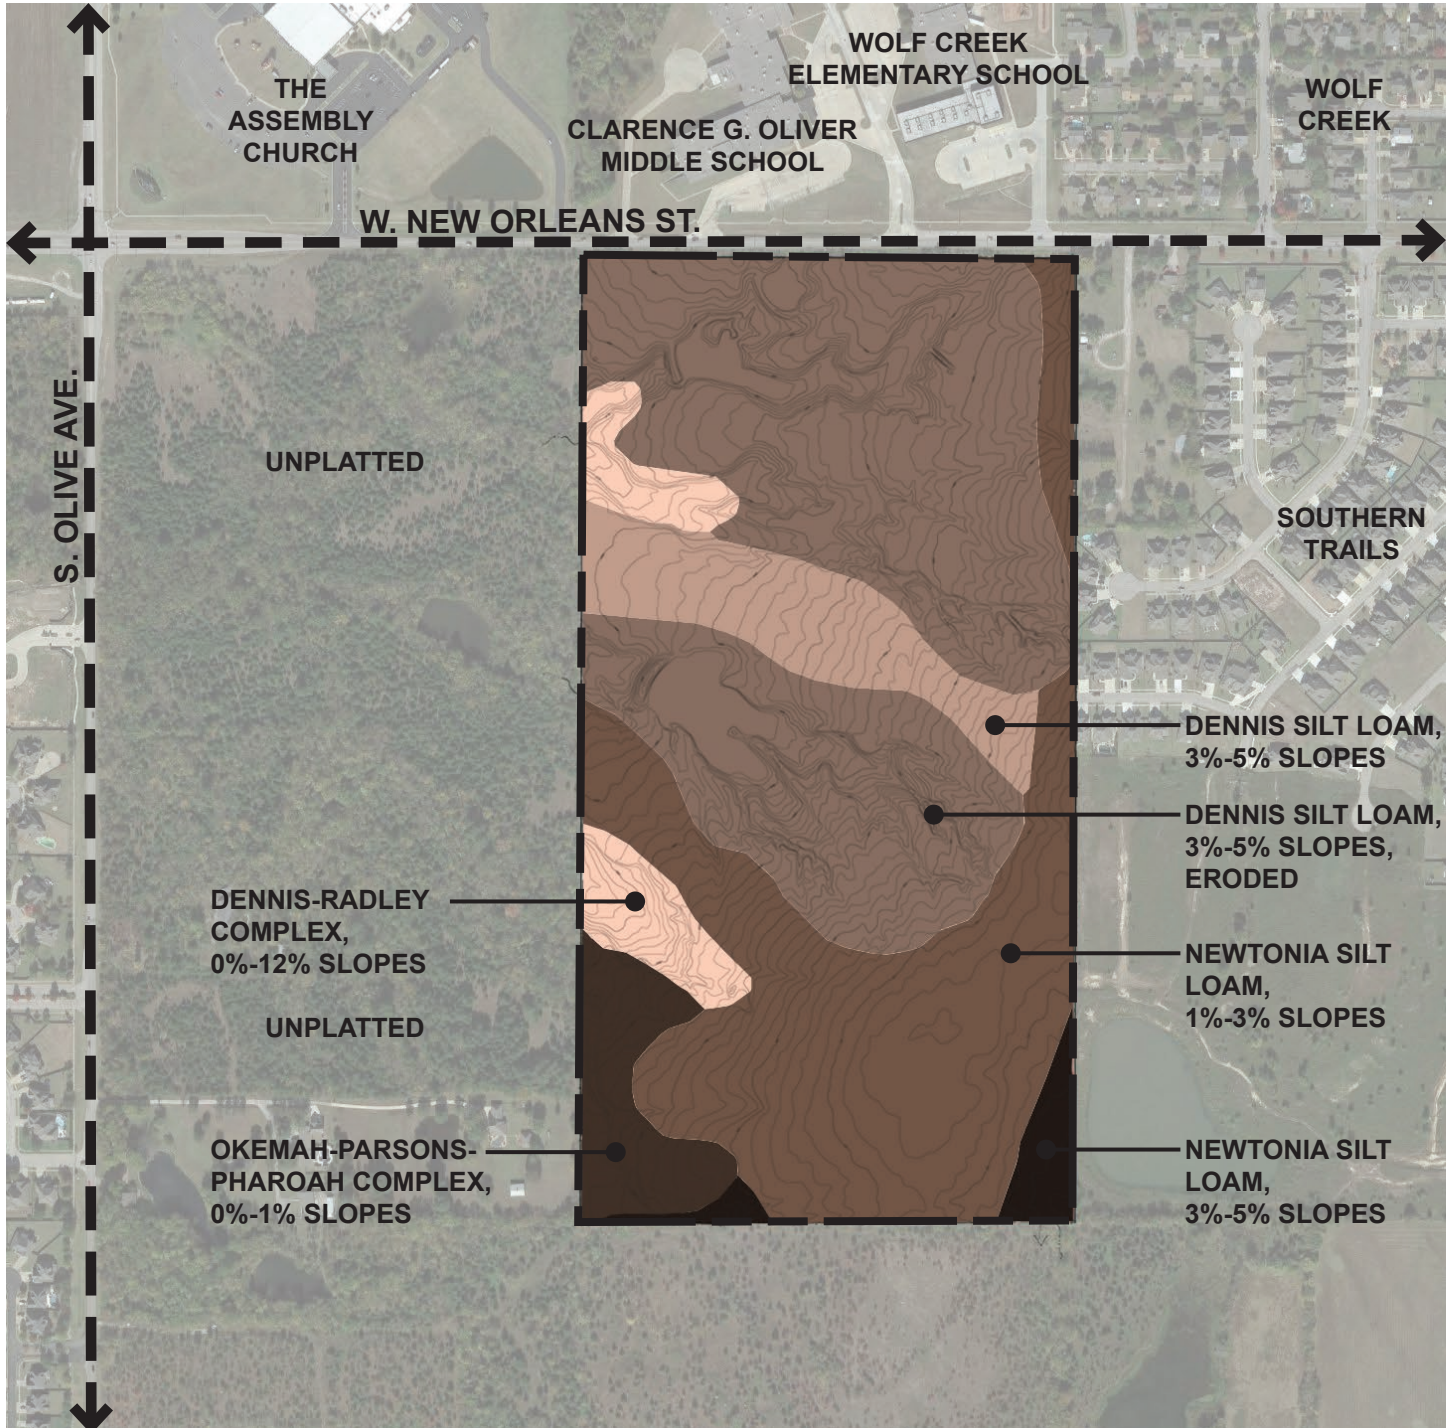 THE
ASSEMBLY
CHURCH
WOLF CREEK
ELEMENTARY SCHOOL
CLARENCE G. OLIVER
MIDDLE SCHOOL
WOLF
CREEK
W. NEW ORLEANS ST.
S. OLIVE AVE.
UNPLATTED
SOUTHERN
TRAILS
DENNIS SILT LOAM,
3%-5% SLOPES
DENNIS SILT LOAM,
3%-5% SLOPES,
ERODED
DENNIS-RADLEY
COMPLEX,
0%-12% SLOPES
NEWTONIA SILT
LOAM,
1%-3% SLOPES
UNPLATTED
OKEMAH-PARSONS-
PHAROAH COMPLEX,
0%-1% SLOPES
NEWTONIA SILT
LOAM,
3%-5% SLOPES